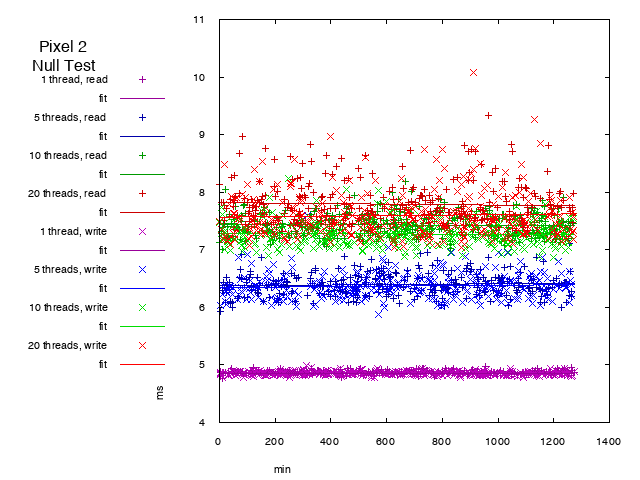 Pixel 2
Null Test
1 thread, read
fit
5 threads, read
fit
10 threads, read
fit
20 threads, read
fit
1 thread, write
fit
5 threads, write
fit
10 threads, write
fit
20 threads, write
fit
ms
11
10
9
8
7
6
5
4
0 200 400 600 800 1000 1200 1400
min